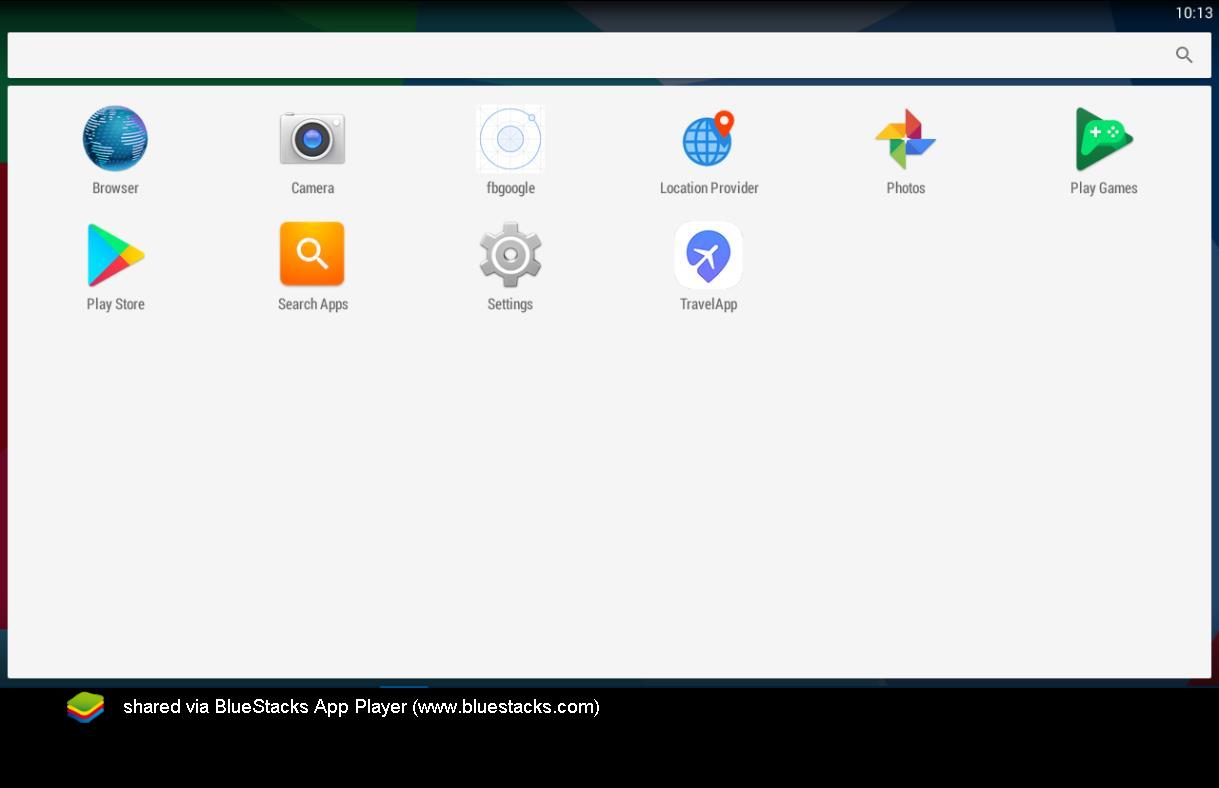 10:13
Browser
Camera
fbgoogle
Location Provider
Photos
Play Games
Play Store
Search Apps
Settings
TravelApp
shared via BlueStacks App Player (www.bluestacks.com)